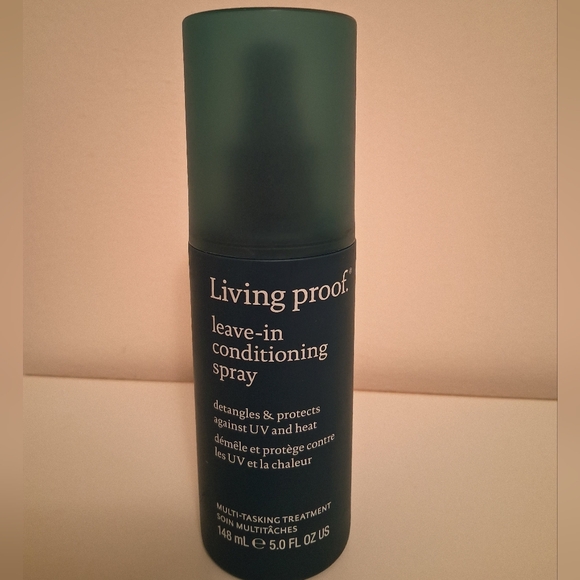 Living proof.®
leave-in
conditioning
spray
detangles & protects
against UV and heat
démêle et protège contre
les UV et la chaleur
MULTI-TASKING TREATMENT
SOIN MULTITÂCHES
148 mL ℮ 5.0 FL OZ US